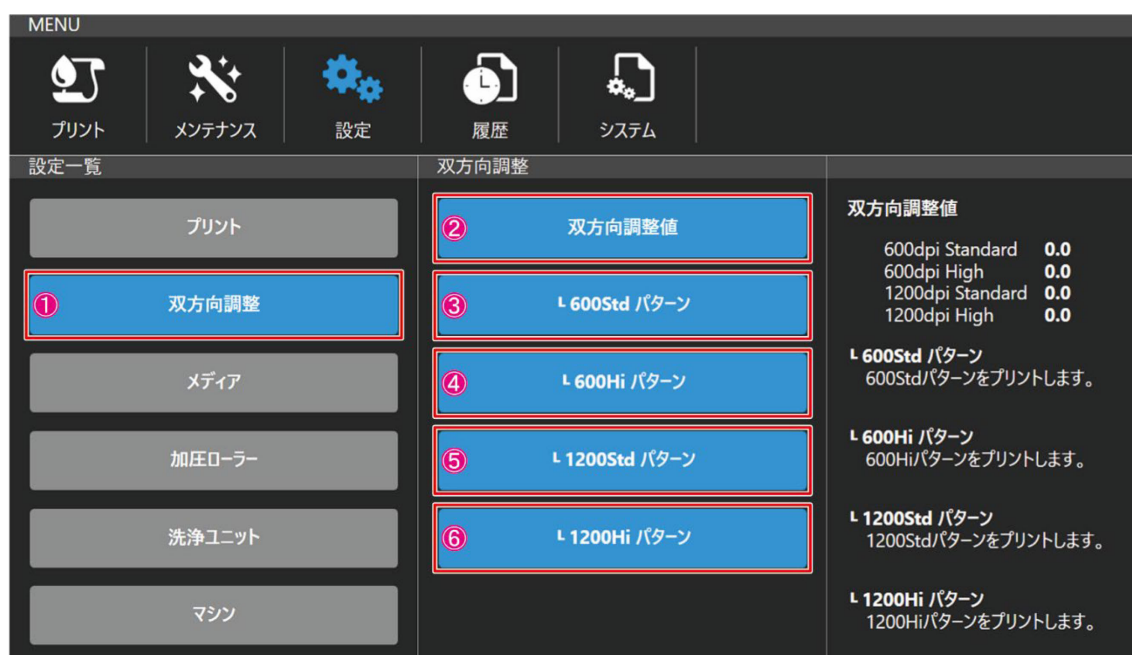 MENU
プリント
メンテナンス
設定
履歴
システム
設定一覧
プリント
① 双方向調整
メディア
加圧ローラー
洗浄ユニット
マシン
双方向調整
② 双方向調整値
③ ┗ 600Std パターン
④ ┗ 600Hi パターン
⑤ ┗ 1200Std パターン
⑥ ┗ 1200Hi パターン
双方向調整値
600dpi Standard 0.0
600dpi High 0.0
1200dpi Standard 0.0
1200dpi High 0.0
┗ 600Std パターン
600Stdパターンをプリントします。
┗ 600Hi パターン
600Hiパターンをプリントします。
┗ 1200Std パターン
1200Stdパターンをプリントします。
┗ 1200Hi パターン
1200Hiパターンをプリントします。